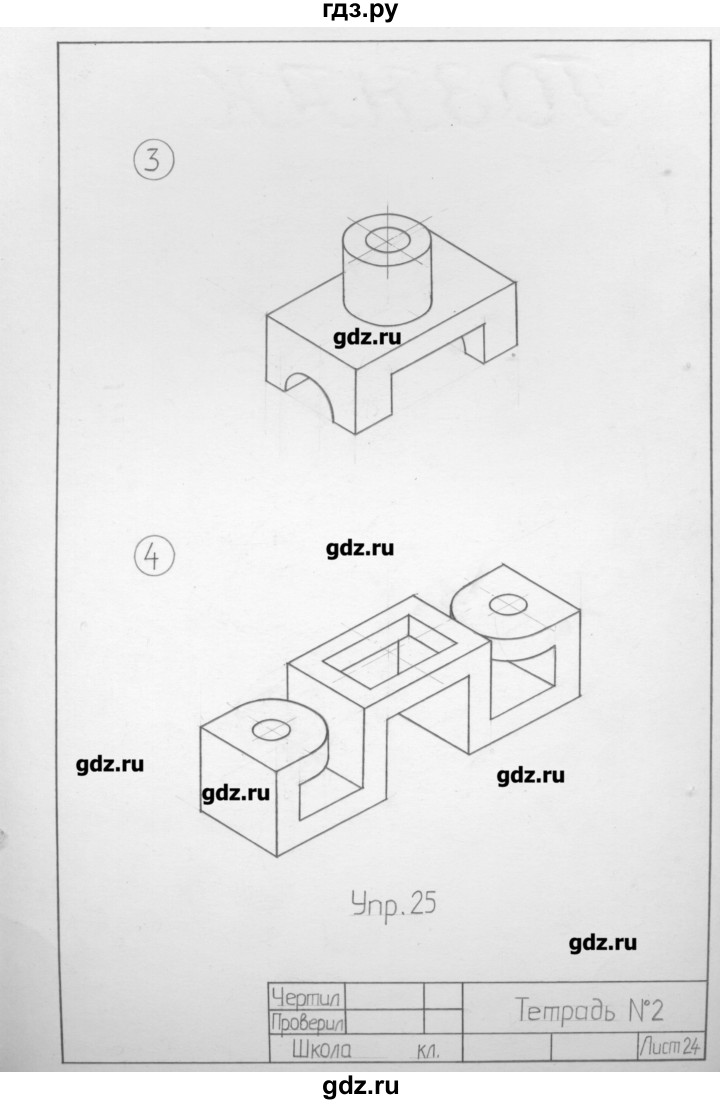 гдз.ру
3
gdz.ru
gdz.ru
4
gdz.ru
gdz.ru
gdz.ru
Упр. 25
gdz.ru
Чертил
Проверил
Тетрадь №2
Школа кл.
Лист 24
gdz.ru